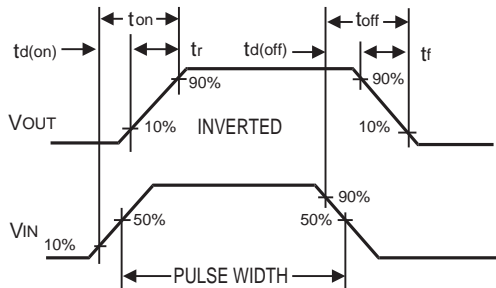 ton toff
td(on) tr td(off) tf
90% 90%
VOUT 10% INVERTED 10%
90%
VIN 50% 50%
10%
PULSE WIDTH